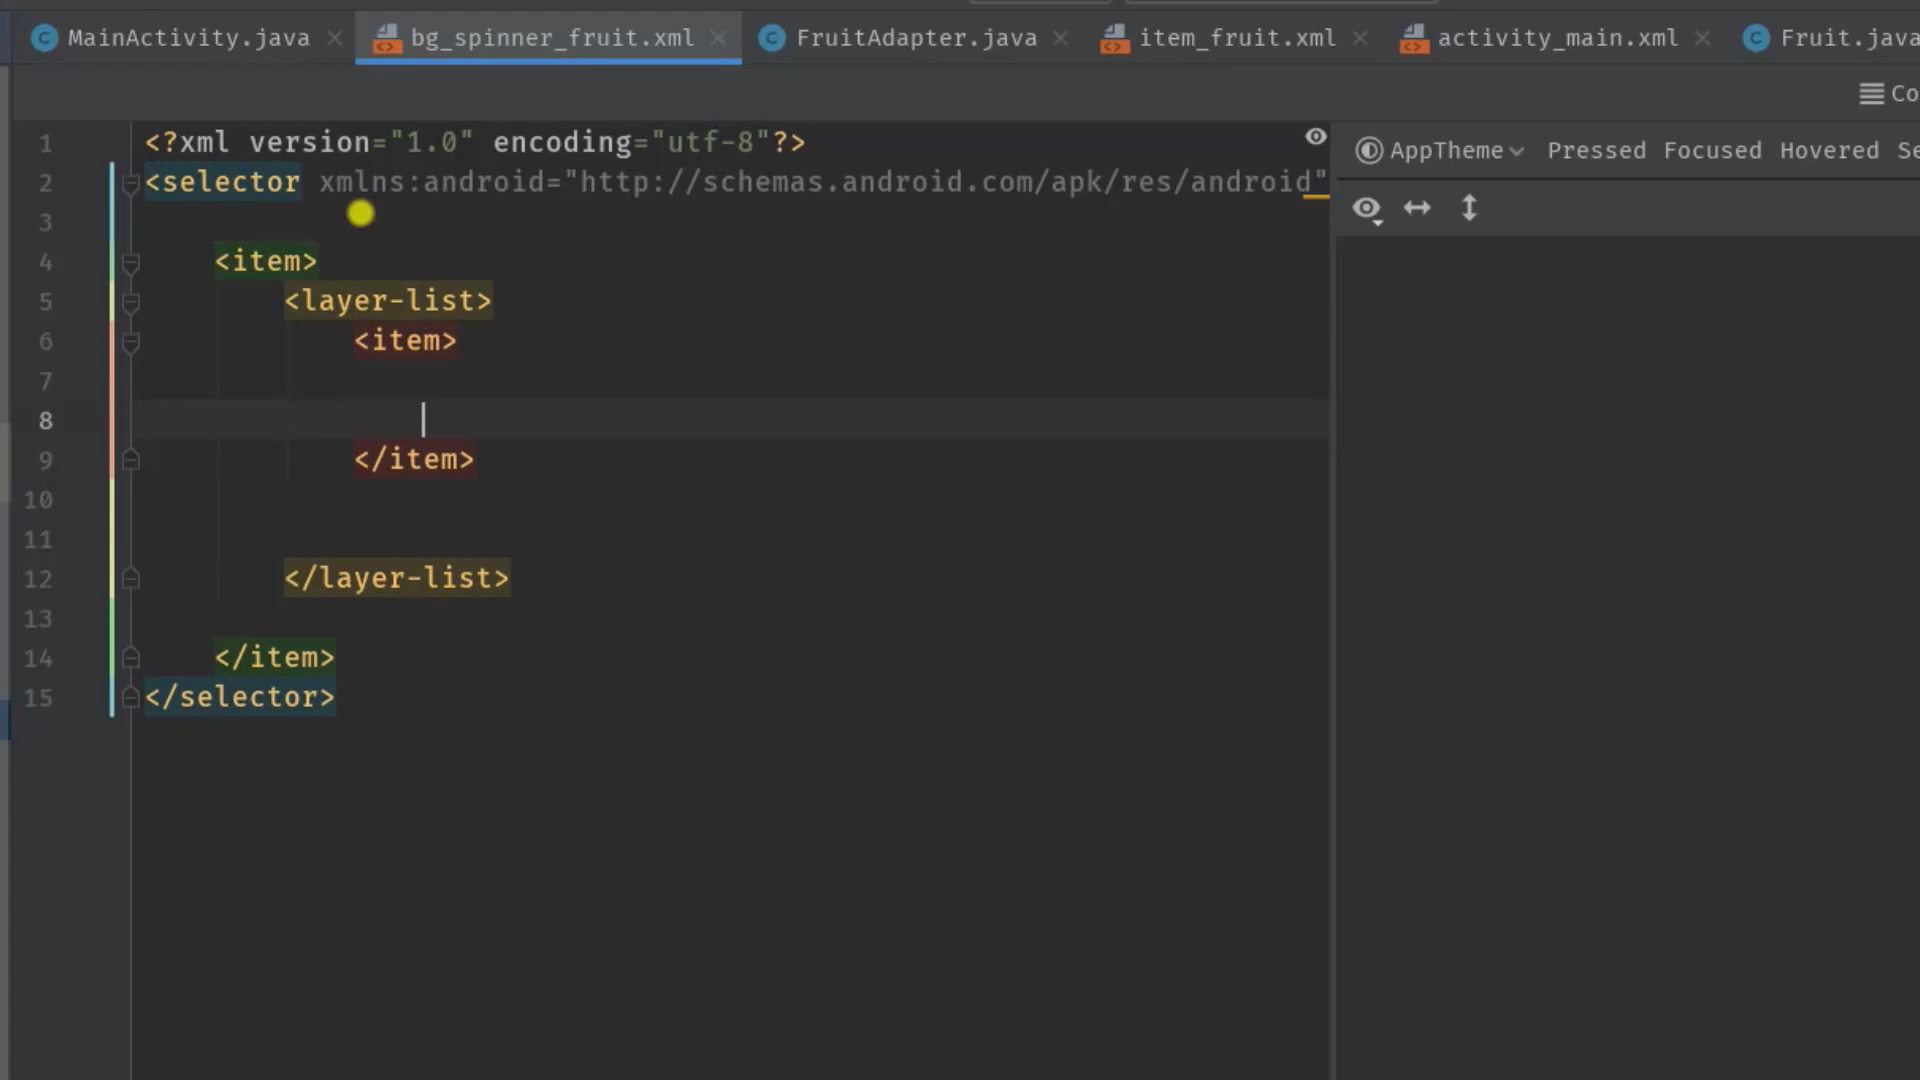 MainActivity.java bg_spinner_fruit.xml FruitAdapter.java item_fruit.xml activity_main.xml Fruit.java
Co
AppTheme Pressed Focused Hovered Se
1 <?xml version="1.0" encoding="utf-8"?>
2 <selector xmlns:android="http://schemas.android.com/apk/res/android"
3
4 <item>
5 <layer-list>
6 <item>
7
8
9 </item>
10
11
12 </layer-list>
13
14 </item>
15 </selector>